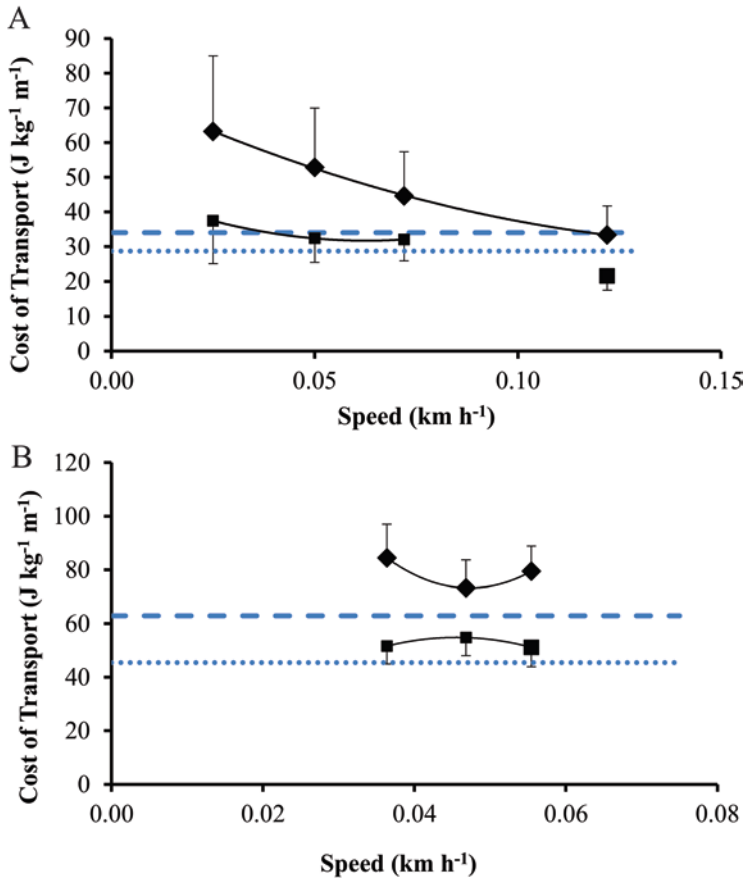 A
Cost of Transport (J kg⁻¹ m⁻¹)
90
80
70
60
50
40
30
20
10
0
0.00 0.05 0.10 0.15
Speed (km h⁻¹)
B
Cost of Transport (J kg⁻¹ m⁻¹)
120
100
80
60
40
20
0
0.00 0.02 0.04 0.06 0.08
Speed (km h⁻¹)